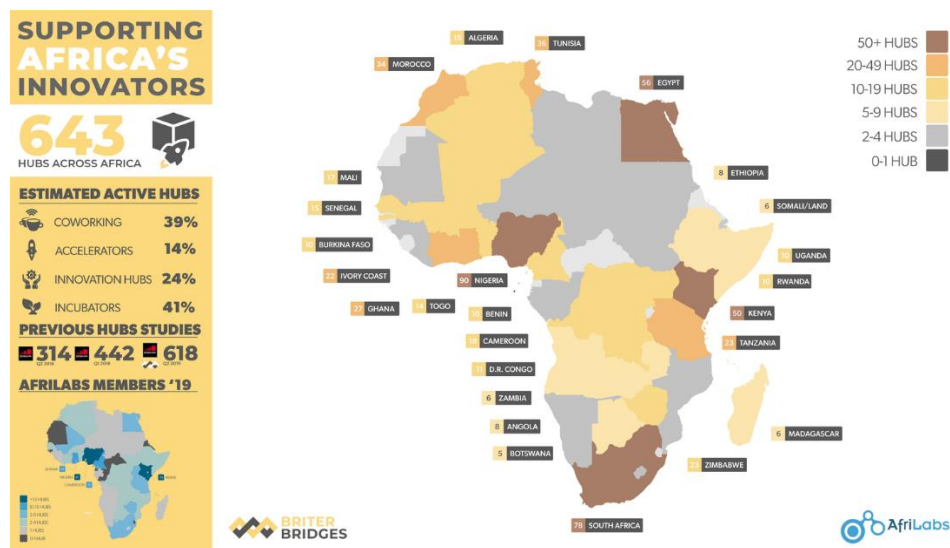 SUPPORTING
AFRICA'S
INNOVATORS
643
HUBS ACROSS AFRICA
ESTIMATED ACTIVE HUBS
COWORKING 39%
ACCELERATORS 14%
INNOVATION HUBS 24%
INCUBATORS 41%
PREVIOUS HUBS STUDIES
314 442 618
AFRILABS MEMBERS '19
15 ALGERIA
36 TUNISIA
34 MOROCCO
56 EGYPT
17 MALI
8 ETHIOPIA
15 SENEGAL
6 SOMALI/LAND
10 BURKINA FASO
10 UGANDA
22 IVORY COAST
90 NIGERIA
10 RWANDA
27 GHANA
TOGO
10 BENIN
50 KENYA
CAMEROON
23 TANZANIA
11 D.R. CONGO
6 ZAMBIA
8 ANGOLA
6 MADAGASCAR
5 BOTSWANA
ZIMBABWE
78 SOUTH AFRICA
50+ HUBS
20-49 HUBS
10-19 HUBS
5-9 HUBS
2-4 HUBS
0-1 HUB
BRITER
BRIDGES
AfriLabs